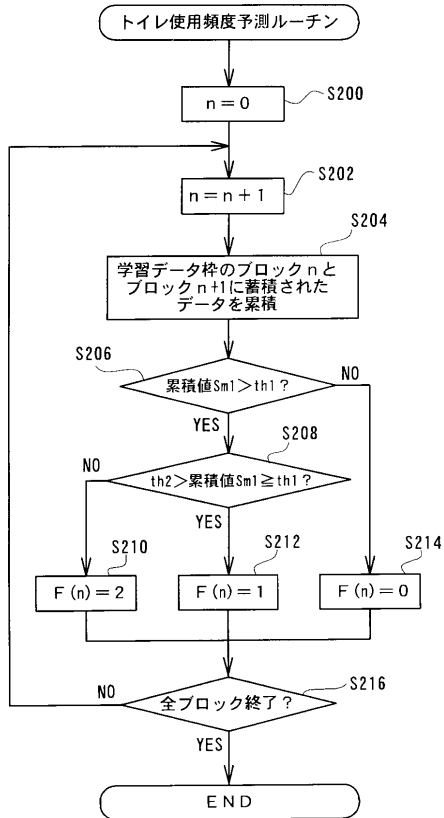 トイレ使用頻度予測ルーチン
S200
n=0
S202
n=n+1
S204
学習データ枠のブロックnと
ブロックn+1に蓄積された
データを累積
S206
累積値Sm1>th1?
NO
YES
S208
NO
th2>累積値Sm1≧th1?
YES
S210
S212
S214
F(n)=2
F(n)=1
F(n)=0
NO
全ブロック終了?
S216
YES
END